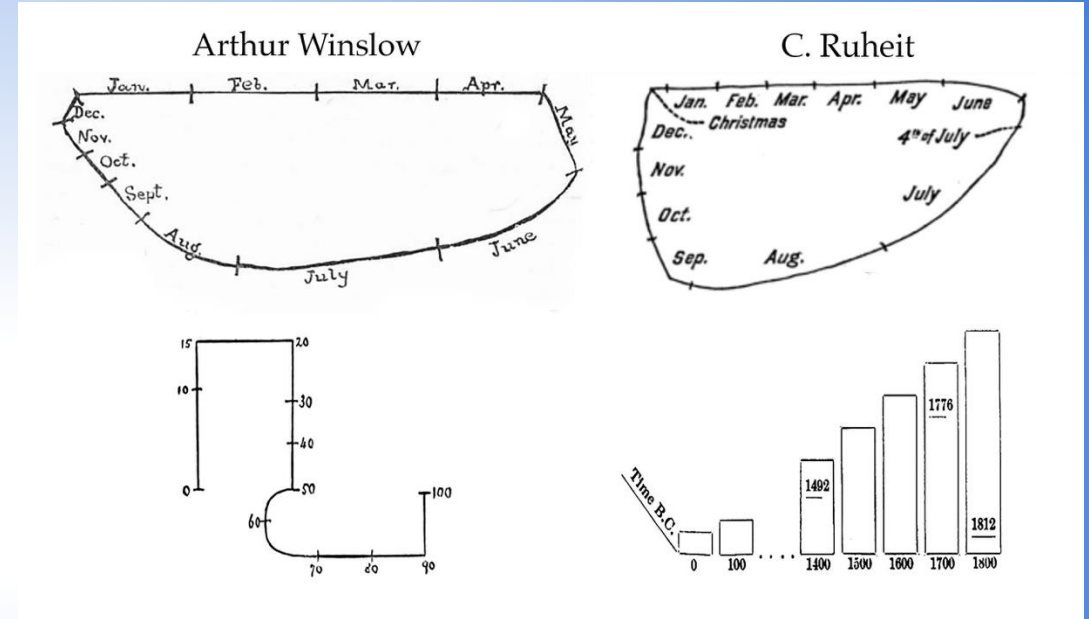 Arthur Winslow
C. Ruheit
Jan. Feb. Mar. Apr.
May
June
July
Aug.
Sept.
Oct.
Nov.
Dec.
Jan. Feb. Mar. Apr. May June
Christmas
4th of July
July
Aug.
Sep.
Oct.
Nov.
Dec.
15 20
10
30
40
0 50
60
100
70 80 90
Time B.C.
1492
1776
1812
0 100 .... 1400 1500 1600 1700 1800